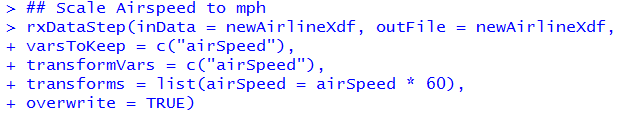 > ## Scale Airspeed to mph
> rxDataStep(inData = newAirlineXdf, outFile = newAirlineXdf,
+ varsToKeep = c("airSpeed"),
+ transformVars = c("airSpeed"),
+ transforms = list(airSpeed = airSpeed * 60),
+ overwrite = TRUE)